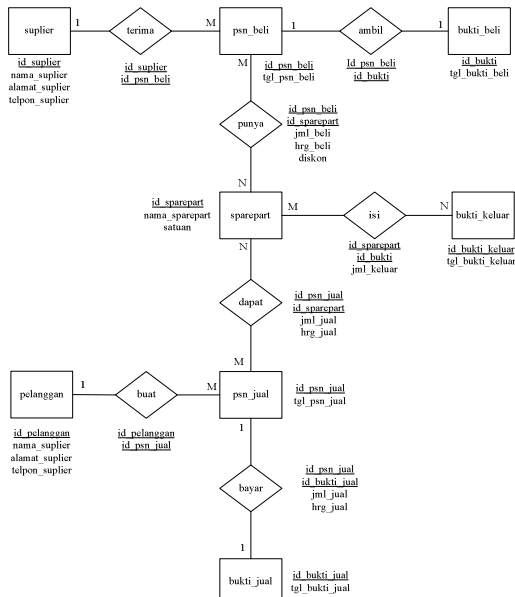 suplier
1
terima
M
psn_beli
1
ambil
1
bukti_beli
id_suplier
nama_suplier
alamat_suplier
telpon_suplier
id_suplier
id_psn_beli
M
id_psn_beli
tgl_psn_beli
Id_psn_beli
id_bukti
id_bukti
tgl_bukti_beli
punya
id_psn_beli
id_sparepart
jml_beli
hrg_beli
diskon
N
id_sparepart
nama_sparepart
satuan
sparepart
M
isi
N
bukti_keluar
N
id_sparepart
id_bukti
jml_keluar
id_bukti_keluar
tgl_bukti_keluar
dapat
id_psn_jual
id_sparepart
jml_jual
hrg_jual
M
pelanggan
1
buat
M
psn_jual
id_psn_jual
tgl_psn_jual
id_pelanggan
nama_suplier
alamat_suplier
telpon_suplier
id_pelanggan
id_psn_jual
1
bayar
id_psn_jual
id_bukti_jual
jml_jual
hrg_jual
1
bukti_jual
id_bukti_jual
tgl_bukti_jual